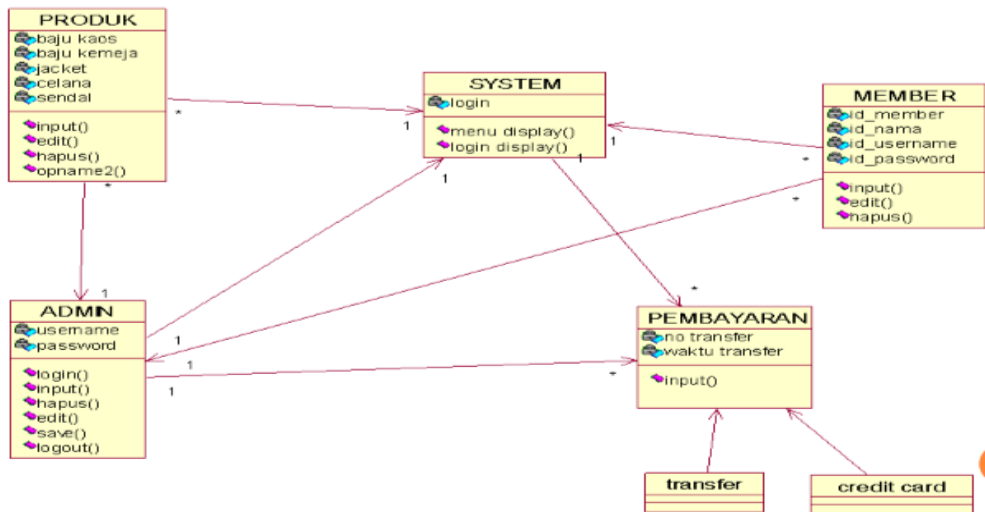 PRODUK
baju kaos
baju kemeja
jacket
celana
sendal
input()
edit()
hapus()
opname2()
*
*
SYSTEM
login
menu display()
login display()
1
1
1
1
MEMBER
id_member
id_nama
id_username
id_password
input()
edit()
hapus()
*
*
ADMIN
username
password
login()
input()
hapus()
edit()
save()
logout()
1
1
1
1
PEMBAYARAN
no transfer
waktu transfer
input()
*
*
transfer
credit card